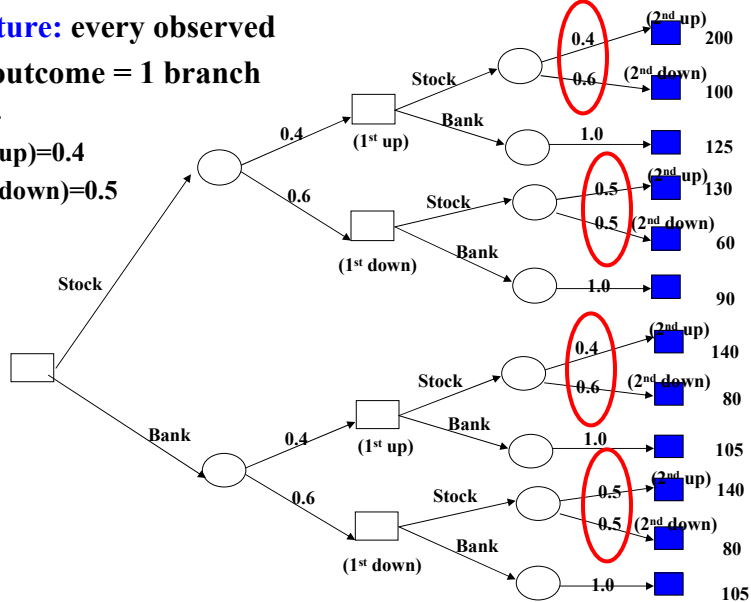 ture: every observed
outcome = 1 branch
up)=0.4
down)=0.5
(2nd up)
0.4
200
Stock
0.6
(2nd down)
100
Bank
0.4
(1st up)
1.0
125
0.6
Stock
0.5
(2nd up)
130
0.5
(2nd down)
60
(1st down)
Bank
1.0
90
Stock
(2nd up)
0.4
140
Stock
0.6
(2nd down)
80
Bank
0.4
(1st up)
Bank
1.0
105
0.6
Stock
0.5
(2nd up)
140
0.5
(2nd down)
80
(1st down)
Bank
1.0
105